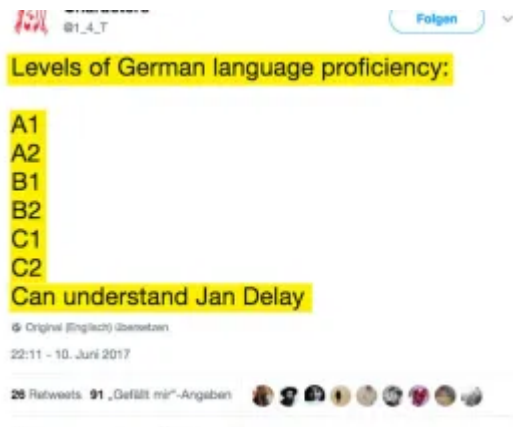 @1_4_T
Folgen
Levels of German language proficiency:
A1
A2
B1
B2
C1
C2
Can understand Jan Delay
Original (Englisch) übersetzen
22:11 - 10. Juni 2017
26 Retweets 91 „Gefällt mir“-Angaben